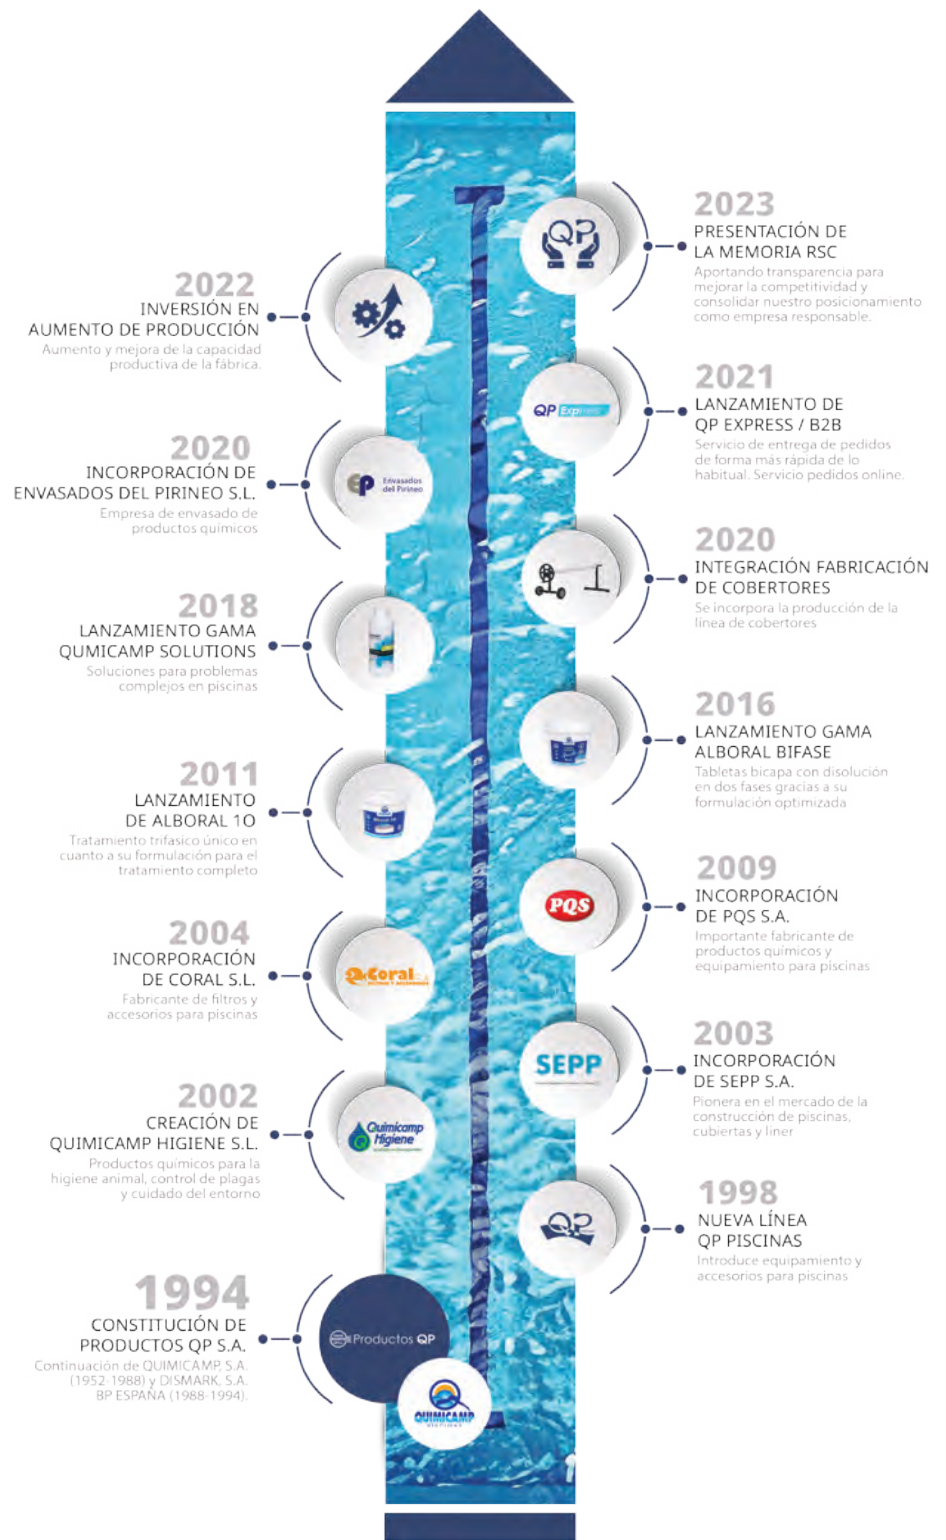 2023
PRESENTACIÓN DE
LA MEMORIA RSC
Aportando transparencia para
mejorar la competitividad y
consolidar nuestro posicionamiento
como empresa responsable.
QP
2022
INVERSIÓN EN
AUMENTO DE PRODUCCIÓN
Aumento y mejora de la capacidad
productiva de la fábrica.
2021
LANZAMIENTO DE
QP EXPRESS / B2B
Servicio de entrega de pedidos
de forma más rápida de lo
habitual. Servicio pedidos online.
QP Express
2020
INCORPORACIÓN DE
ENVASADOS DEL PIRINEO S.L.
Empresa de envasado de
productos químicos
EP Envasados
del Pirineo
2020
INTEGRACIÓN FABRICACIÓN
DE COBERTORES
Se incorpora la producción de la
línea de cobertores
2018
LANZAMIENTO GAMA
QUMICAMP SOLUTIONS
Soluciones para problemas
complejos en piscinas
2016
LANZAMIENTO GAMA
ALBORAL BIFASE
Tabletas bicapa con disolución
en dos fases gracias a su
formulación optimizada
2011
LANZAMIENTO
DE ALBORAL 1O
Tratamiento trifasico único en
cuanto a su formulación para el
tratamiento completo
2009
INCORPORACIÓN
DE PQS S.A.
Importante fabricante de
productos químicos y
equipamiento para piscinas
PQS
2004
INCORPORACIÓN
DE CORAL S.L.
Fabricante de filtros y
accesorios para piscinas
Coral
2003
INCORPORACIÓN
DE SEPP S.A.
Pionera en el mercado de la
construcción de piscinas,
cubiertas y liner
SEPP
2002
CREACIÓN DE
QUIMICAMP HIGIENE S.L.
Productos químicos para la
higiene animal, control de plagas
y cuidado del entorno
Quimicamp
Higiene
1998
NUEVA LÍNEA
QP PISCINAS
Introduce equipamiento y
accesorios para piscinas
QP
1994
CONSTITUCIÓN DE
PRODUCTOS QP S.A.
Continuación de QUIMICAMP, S.A.
(1952-1988) y DISMARK, S.A.
BP ESPAÑA (1988-1994).
Productos QP
QUIMICAMP